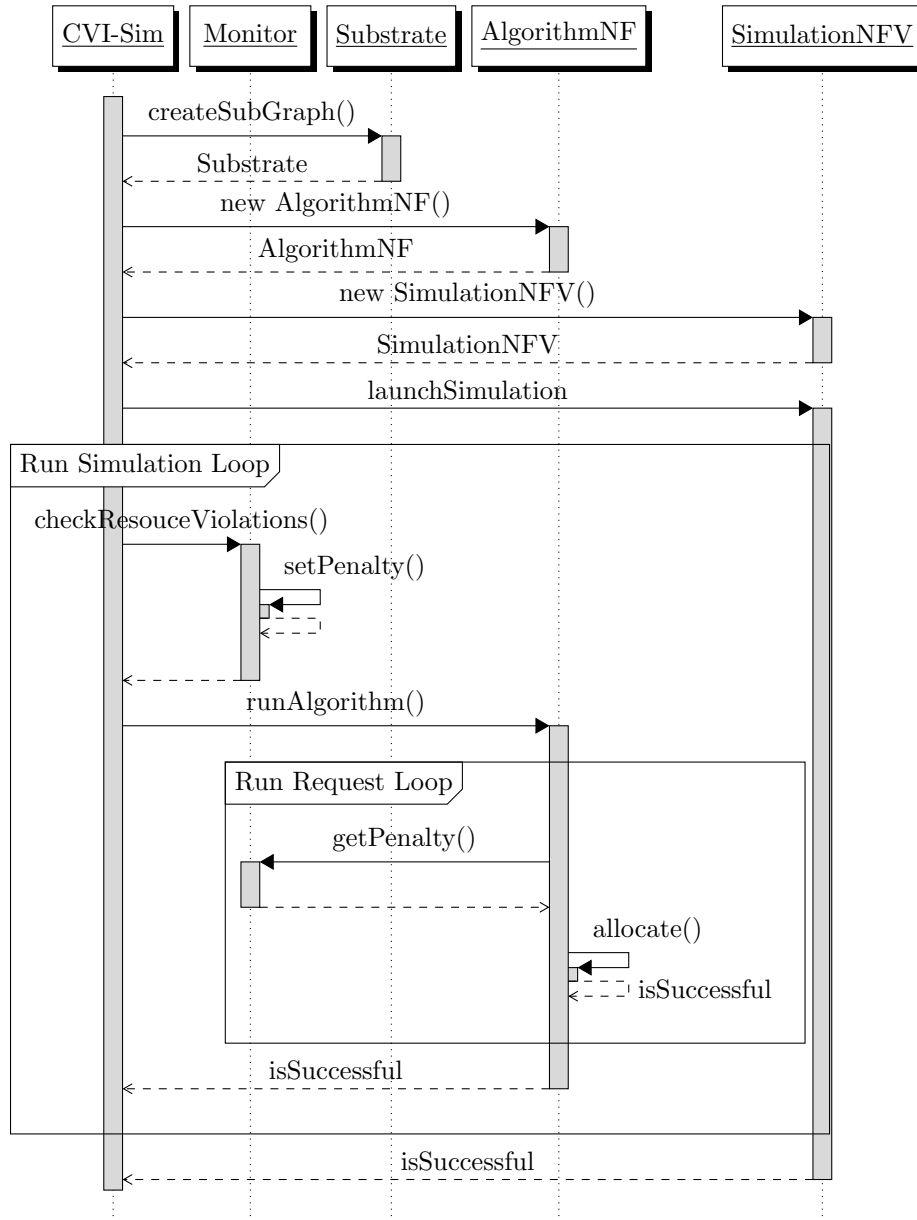 CVI-Sim
Monitor
Substrate
AlgorithmNF
SimulationNFV
createSubGraph()
Substrate
new AlgorithmNF()
AlgorithmNF
new SimulationNFV()
SimulationNFV
launchSimulation
Run Simulation Loop
checkResouceViolations()
setPenalty()
runAlgorithm()
Run Request Loop
getPenalty()
allocate()
isSuccessful
isSuccessful
isSuccessful